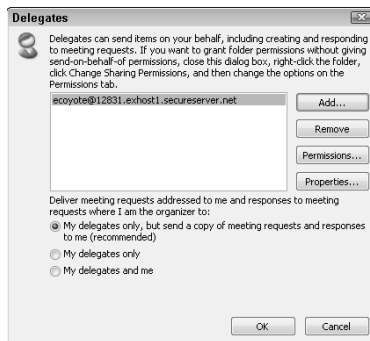 Delegates
Delegates can send items on your behalf, including creating and responding
to meeting requests. If you want to grant folder permissions without giving
send-on-behalf-of permissions, close this dialog box, right-click the folder,
click Change Sharing Permissions, and then change the options on the
Permissions tab.
ecoyote@12831.exhost1.secureserver.net
Add...
Remove
Permissions...
Properties...
Deliver meeting requests addressed to me and responses to meeting
requests where I am the organizer to:
My delegates only, but send a copy of meeting requests and responses
to me (recommended)
My delegates only
My delegates and me
OK
Cancel